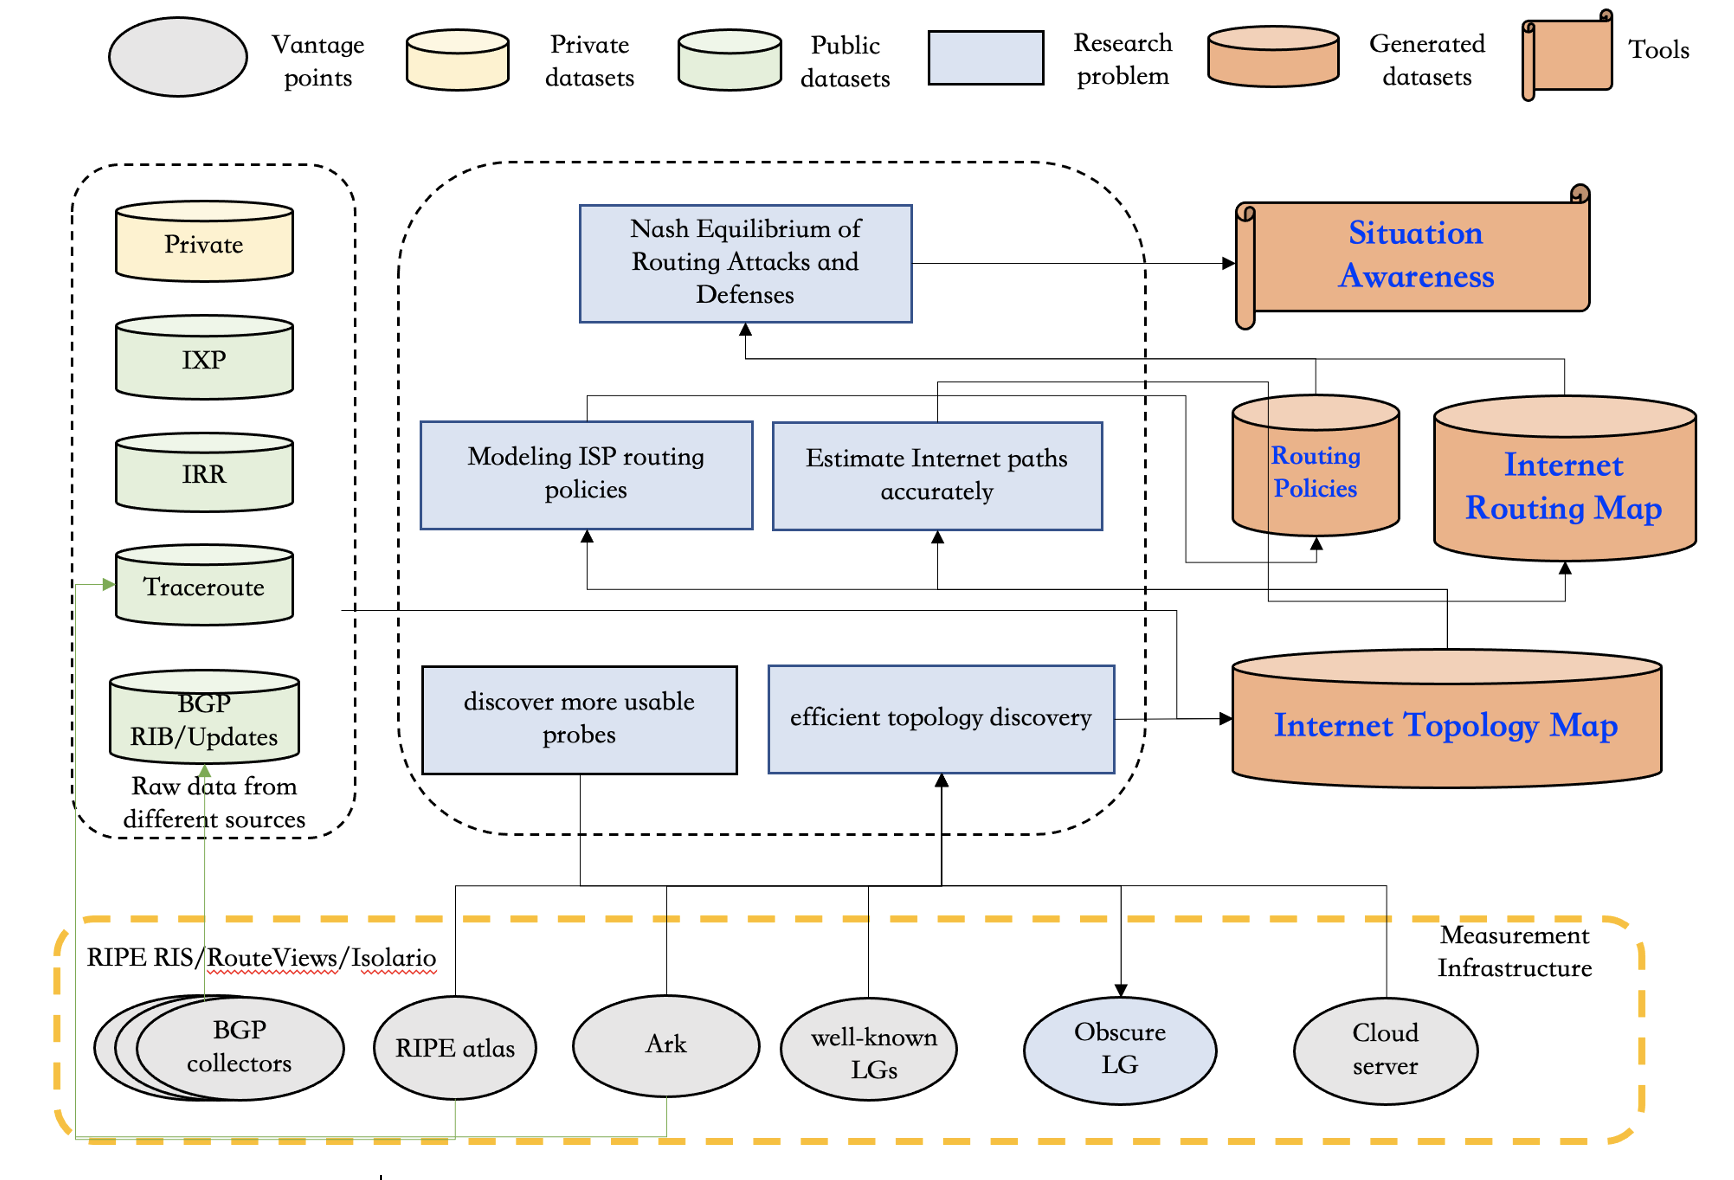 Vantage
points
Private
datasets
Public
datasets
Research
problem
Generated
datasets
Tools
Private
IXP
IRR
Traceroute
BGP
RIB/Updates
Raw data from
different sources
Nash Equilibrium of
Routing Attacks and
Defenses
Situation
Awareness
Modeling ISP routing
policies
Estimate Internet paths
accurately
Routing
Policies
Internet
Routing Map
discover more usable
probes
efficient topology discovery
Internet Topology Map
RIPE RIS/RouteViews/Isolario
Measurement
Infrastructure
BGP
collectors
RIPE atlas
Ark
well-known
LGs
Obscure
LG
Cloud
server